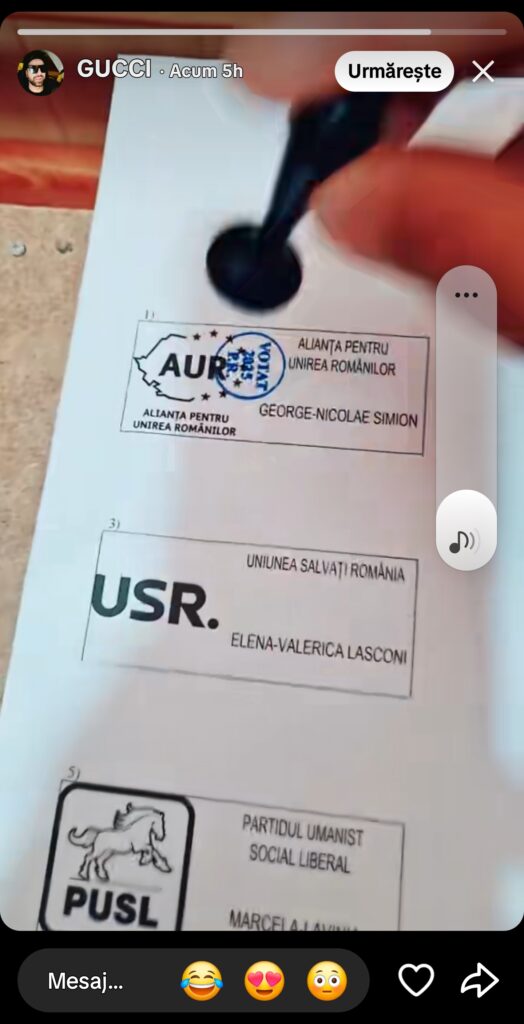 GUCCI · Acum 5h
Urmărește
1)
AUR
VOTAT
2025
P.R.
ALIANȚA PENTRU
UNIREA ROMÂNILOR
ALIANȚA PENTRU
UNIREA ROMÂNILOR
GEORGE-NICOLAE SIMION
3)
USR.
UNIUNEA SALVAȚI ROMÂNIA
ELENA-VALERICA LASCONI
5)
PUSL
PARTIDUL UMANIST
SOCIAL LIBERAL
Mesaj...